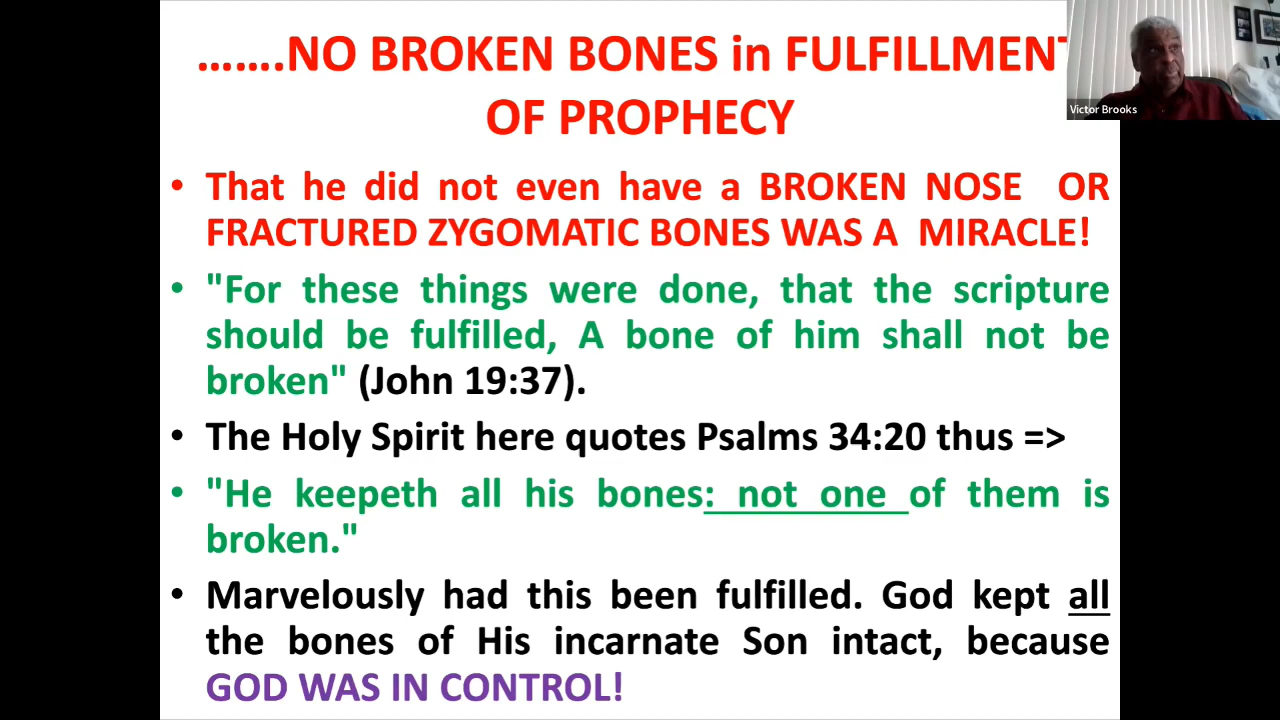 .......NO BROKEN BONES in FULFILLMENT
OF PROPHECY
Victor Brooks
• That he did not even have a BROKEN NOSE OR
FRACTURED ZYGOMATIC BONES WAS A MIRACLE!
• "For these things were done, that the scripture
should be fulfilled, A bone of him shall not be
broken" (John 19:37).
• The Holy Spirit here quotes Psalms 34:20 thus =>
• "He keepeth all his bones: not one of them is
broken."
• Marvelously had this been fulfilled. God kept all
the bones of His incarnate Son intact, because
GOD WAS IN CONTROL!